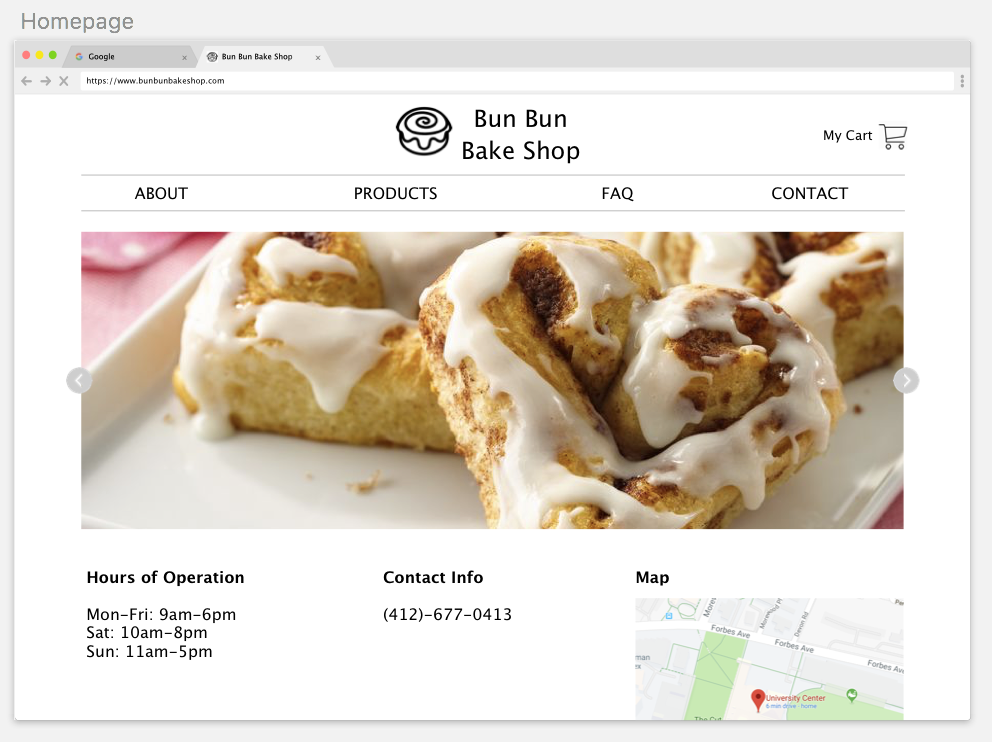 Homepage
Google
Bun Bun Bake Shop
https://www.bunbunbakeshop.com
Bun Bun
Bake Shop
My Cart
ABOUT
PRODUCTS
FAQ
CONTACT
Hours of Operation
Mon-Fri: 9am-6pm
Sat: 10am-8pm
Sun: 11am-5pm
Contact Info
(412)-677-0413
Map
Forbes Ave
Forbes Ave
Forbes Ave
Devon Rd
University Center
6 min drive · home
The Cut